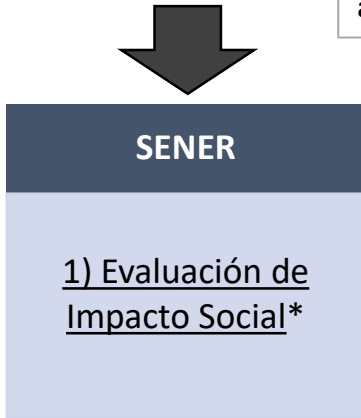 SENER
1) Evaluación de
Impacto Social*